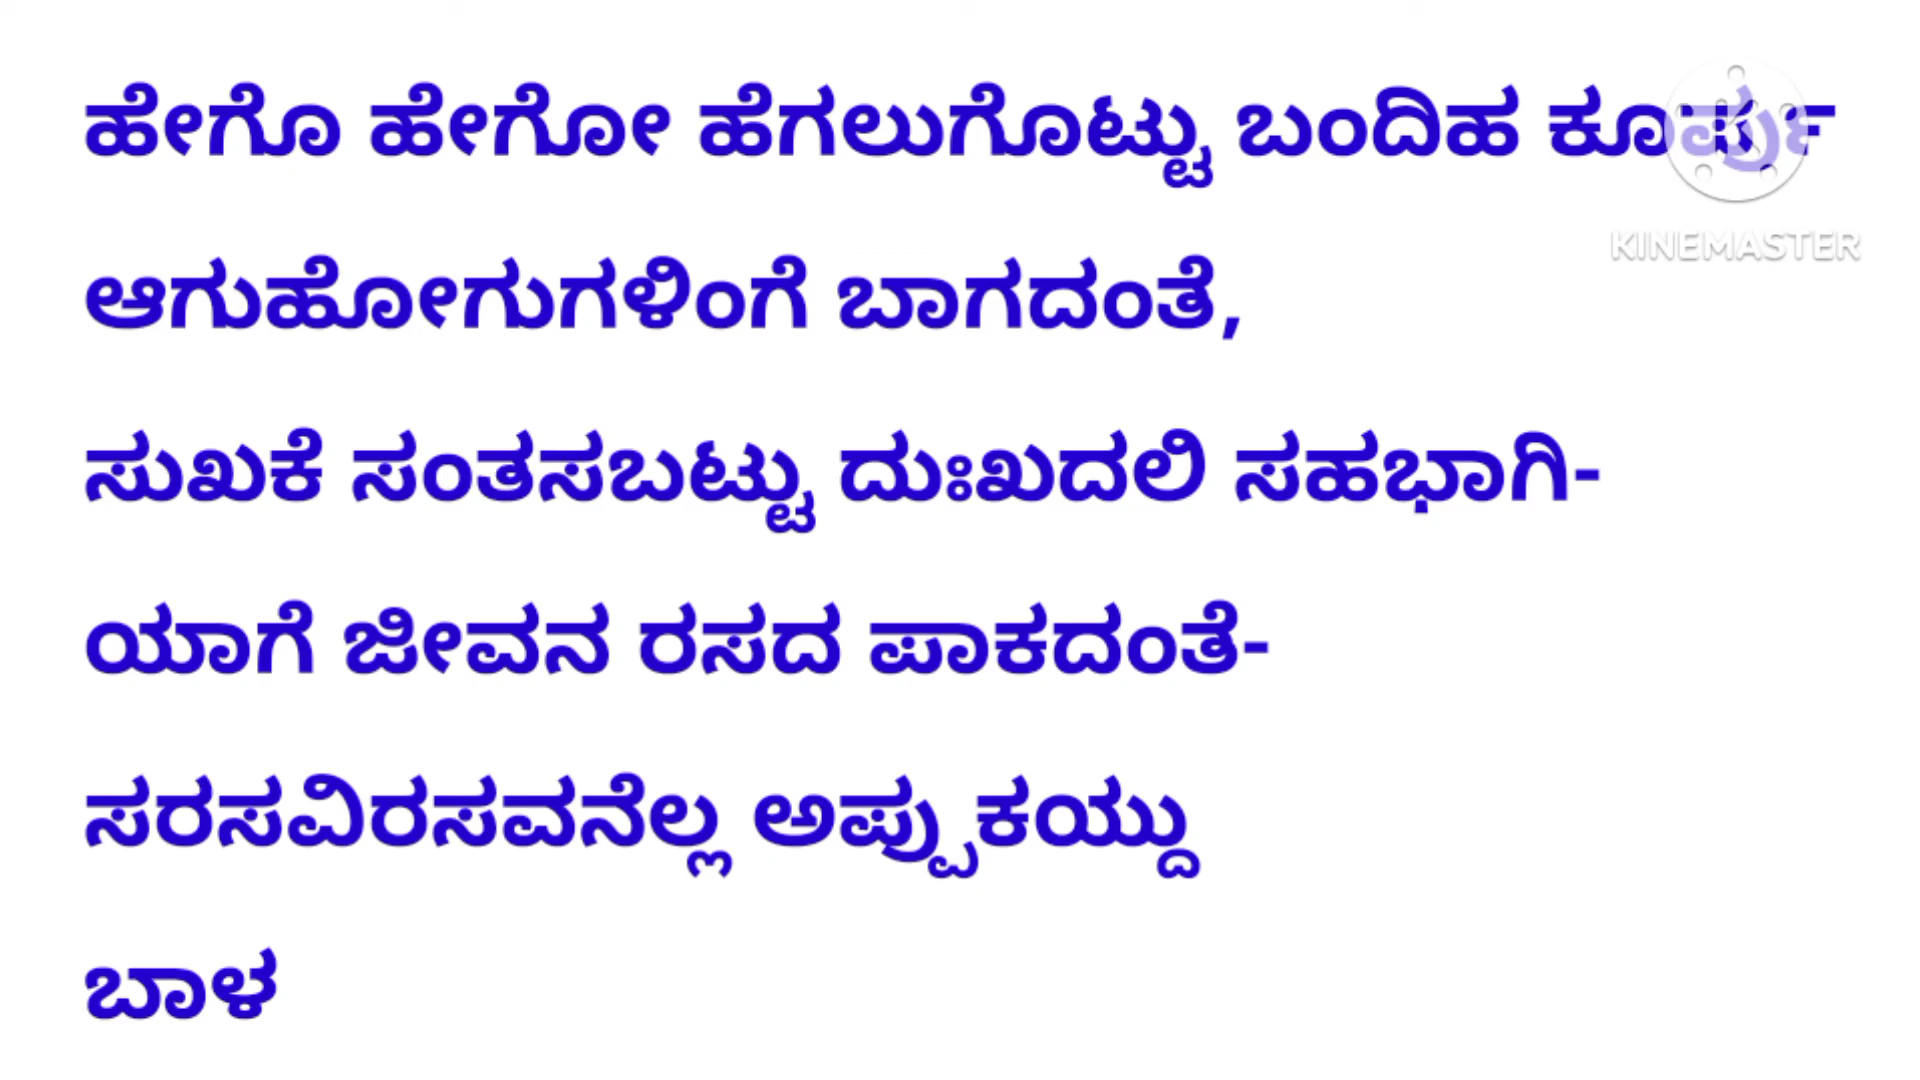 ಹೇಗೊ ಹೇಗೋ ಹೆಗಲುಗೊಟ್ಟು ಬಂದಿಹ
KINEMASTER
ಆಗುಹೋಗುಗಳಿಂಗೆ ಬಾಗದಂತೆ,
ಸುಖಕೆ ಸಂತಸಬಟ್ಟು ದುಃಖದಲಿ ಸಹಭಾಗಿ-
ಯಾಗೆ ಜೀವನ ರಸದ ಪಾಕದಂತೆ-
ಸರಸವಿರಸವನೆಲ್ಲ ಅಪ್ಪುಕಯ್ದು
ಬಾಳ